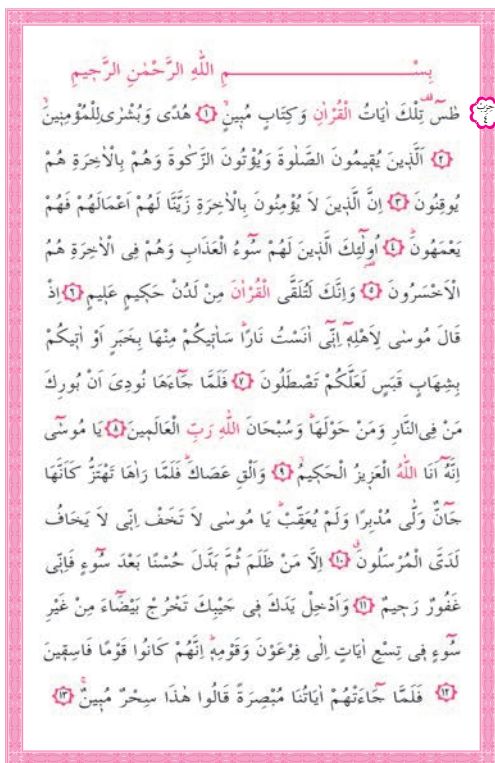 بِسْمِ اللّٰهِ الرَّحْمٰنِ الرَّحٖيمِ
طٰسٓ تِلْكَ اٰيَاتُ الْقُرْاٰنِ وَكِتَابٍ مُبٖينٍۙ ﴿١﴾ هُدًى وَبُشْرٰى لِلْمُؤْمِنٖينَۙ
﴿٢﴾ اَلَّذٖينَ يُقٖيمُونَ الصَّلٰوةَ وَيُؤْتُونَ الزَّكٰوةَ وَهُمْ بِالْاٰخِرَةِ هُمْ
يُوقِنُونَ ﴿٣﴾ اِنَّ الَّذٖينَ لَا يُؤْمِنُونَ بِالْاٰخِرَةِ زَيَّنَّا لَهُمْ اَعْمَالَهُمْ فَهُمْ
يَعْمَهُونَۜ ﴿٤﴾ اُو۬لٰٓئِكَ الَّذٖينَ لَهُمْ سُٓوءُ الْعَذَابِ وَهُمْ فِى الْاٰخِرَةِ هُمُ
الْاَخْسَرُونَ ﴿٥﴾ وَاِنَّكَ لَتُلَقَّى الْقُرْاٰنَ مِنْ لَدُنْ حَكٖيمٍ عَلٖيمٍ ﴿٦﴾ اِذْ
قَالَ مُوسٰى لِاَهْلِهٖٓ اِنّٖٓى اٰنَسْتُ نَارًاۜ سَاٰتٖيكُمْ مِنْهَا بِخَبَرٍ اَوْ اٰتٖيكُمْ
بِشِهَابٍ قَبَسٍ لَعَلَّكُمْ تَصْطَلُونَ ﴿٧﴾ فَلَمَّا جَٓاءَهَا نُودِىَ اَنْ بُورِكَ
مَنْ فِى النَّارِ وَمَنْ حَوْلَهَاۜ وَسُبْحَانَ اللّٰهِ رَبِّ الْعَالَمٖينَ ﴿٨﴾ يَا مُوسٰٓى
اِنَّهُٓ اَنَا اللّٰهُ الْعَزٖيزُ الْحَكٖيمُۙ ﴿٩﴾ وَاَلْقِ عَصَاكَۜ فَلَمَّا رَاٰهَا تَهْتَزُّ كَاَنَّهَا
جَٓانٌّ وَلّٰى مُدْبِرًا وَلَمْ يُعَقِّبْۜ يَا مُوسٰى لَا تَخَفْ اِنّٖى لَا يَخَافُ
لَدَىَّ الْمُرْسَلُونَۗ ﴿١٠﴾ اِلَّا مَنْ ظَلَمَ ثُمَّ بَدَّلَ حُسْنًا بَعْدَ سُٓوءٍ فَاِنّٖى
غَفُورٌ رَحٖيمٌ ﴿١١﴾ وَاَدْخِلْ يَدَكَ فٖى جَيْبِكَ تَخْرُجْ بَيْضَٓاءَ مِنْ غَيْرِ
سُٓوءٍ فٖى تِسْعِ اٰيَاتٍ اِلٰى فِرْعَوْنَ وَقَوْمِهٖۜ اِنَّهُمْ كَانُوا قَوْمًا فَاسِقٖينَ
﴿١٢﴾ فَلَمَّا جَٓاءَتْهُمْ اٰيَاتُنَا مُبْصِرَةً قَالُوا هٰذَا سِحْرٌ مُبٖينٌۚ ﴿١٣﴾
حزب
٤